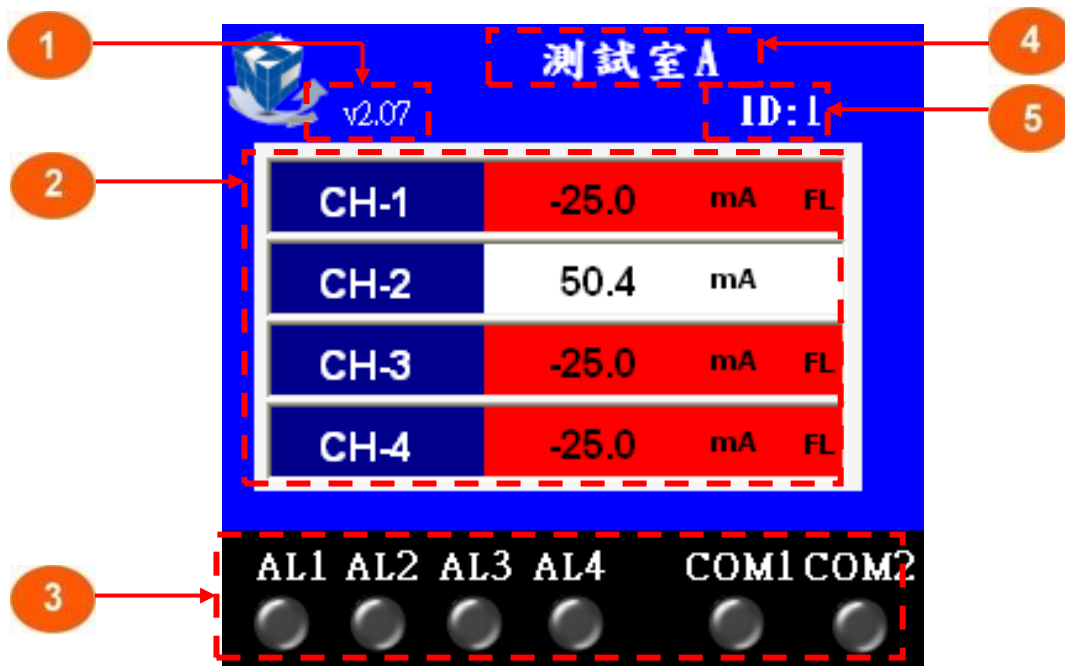 1
4
測試室A
v2.07
ID:1
5
2
CH-1 -25.0 mA FL
CH-2 50.4 mA
CH-3 -25.0 mA FL
CH-4 -25.0 mA FL
3
AL1 AL2 AL3 AL4 COM1 COM2